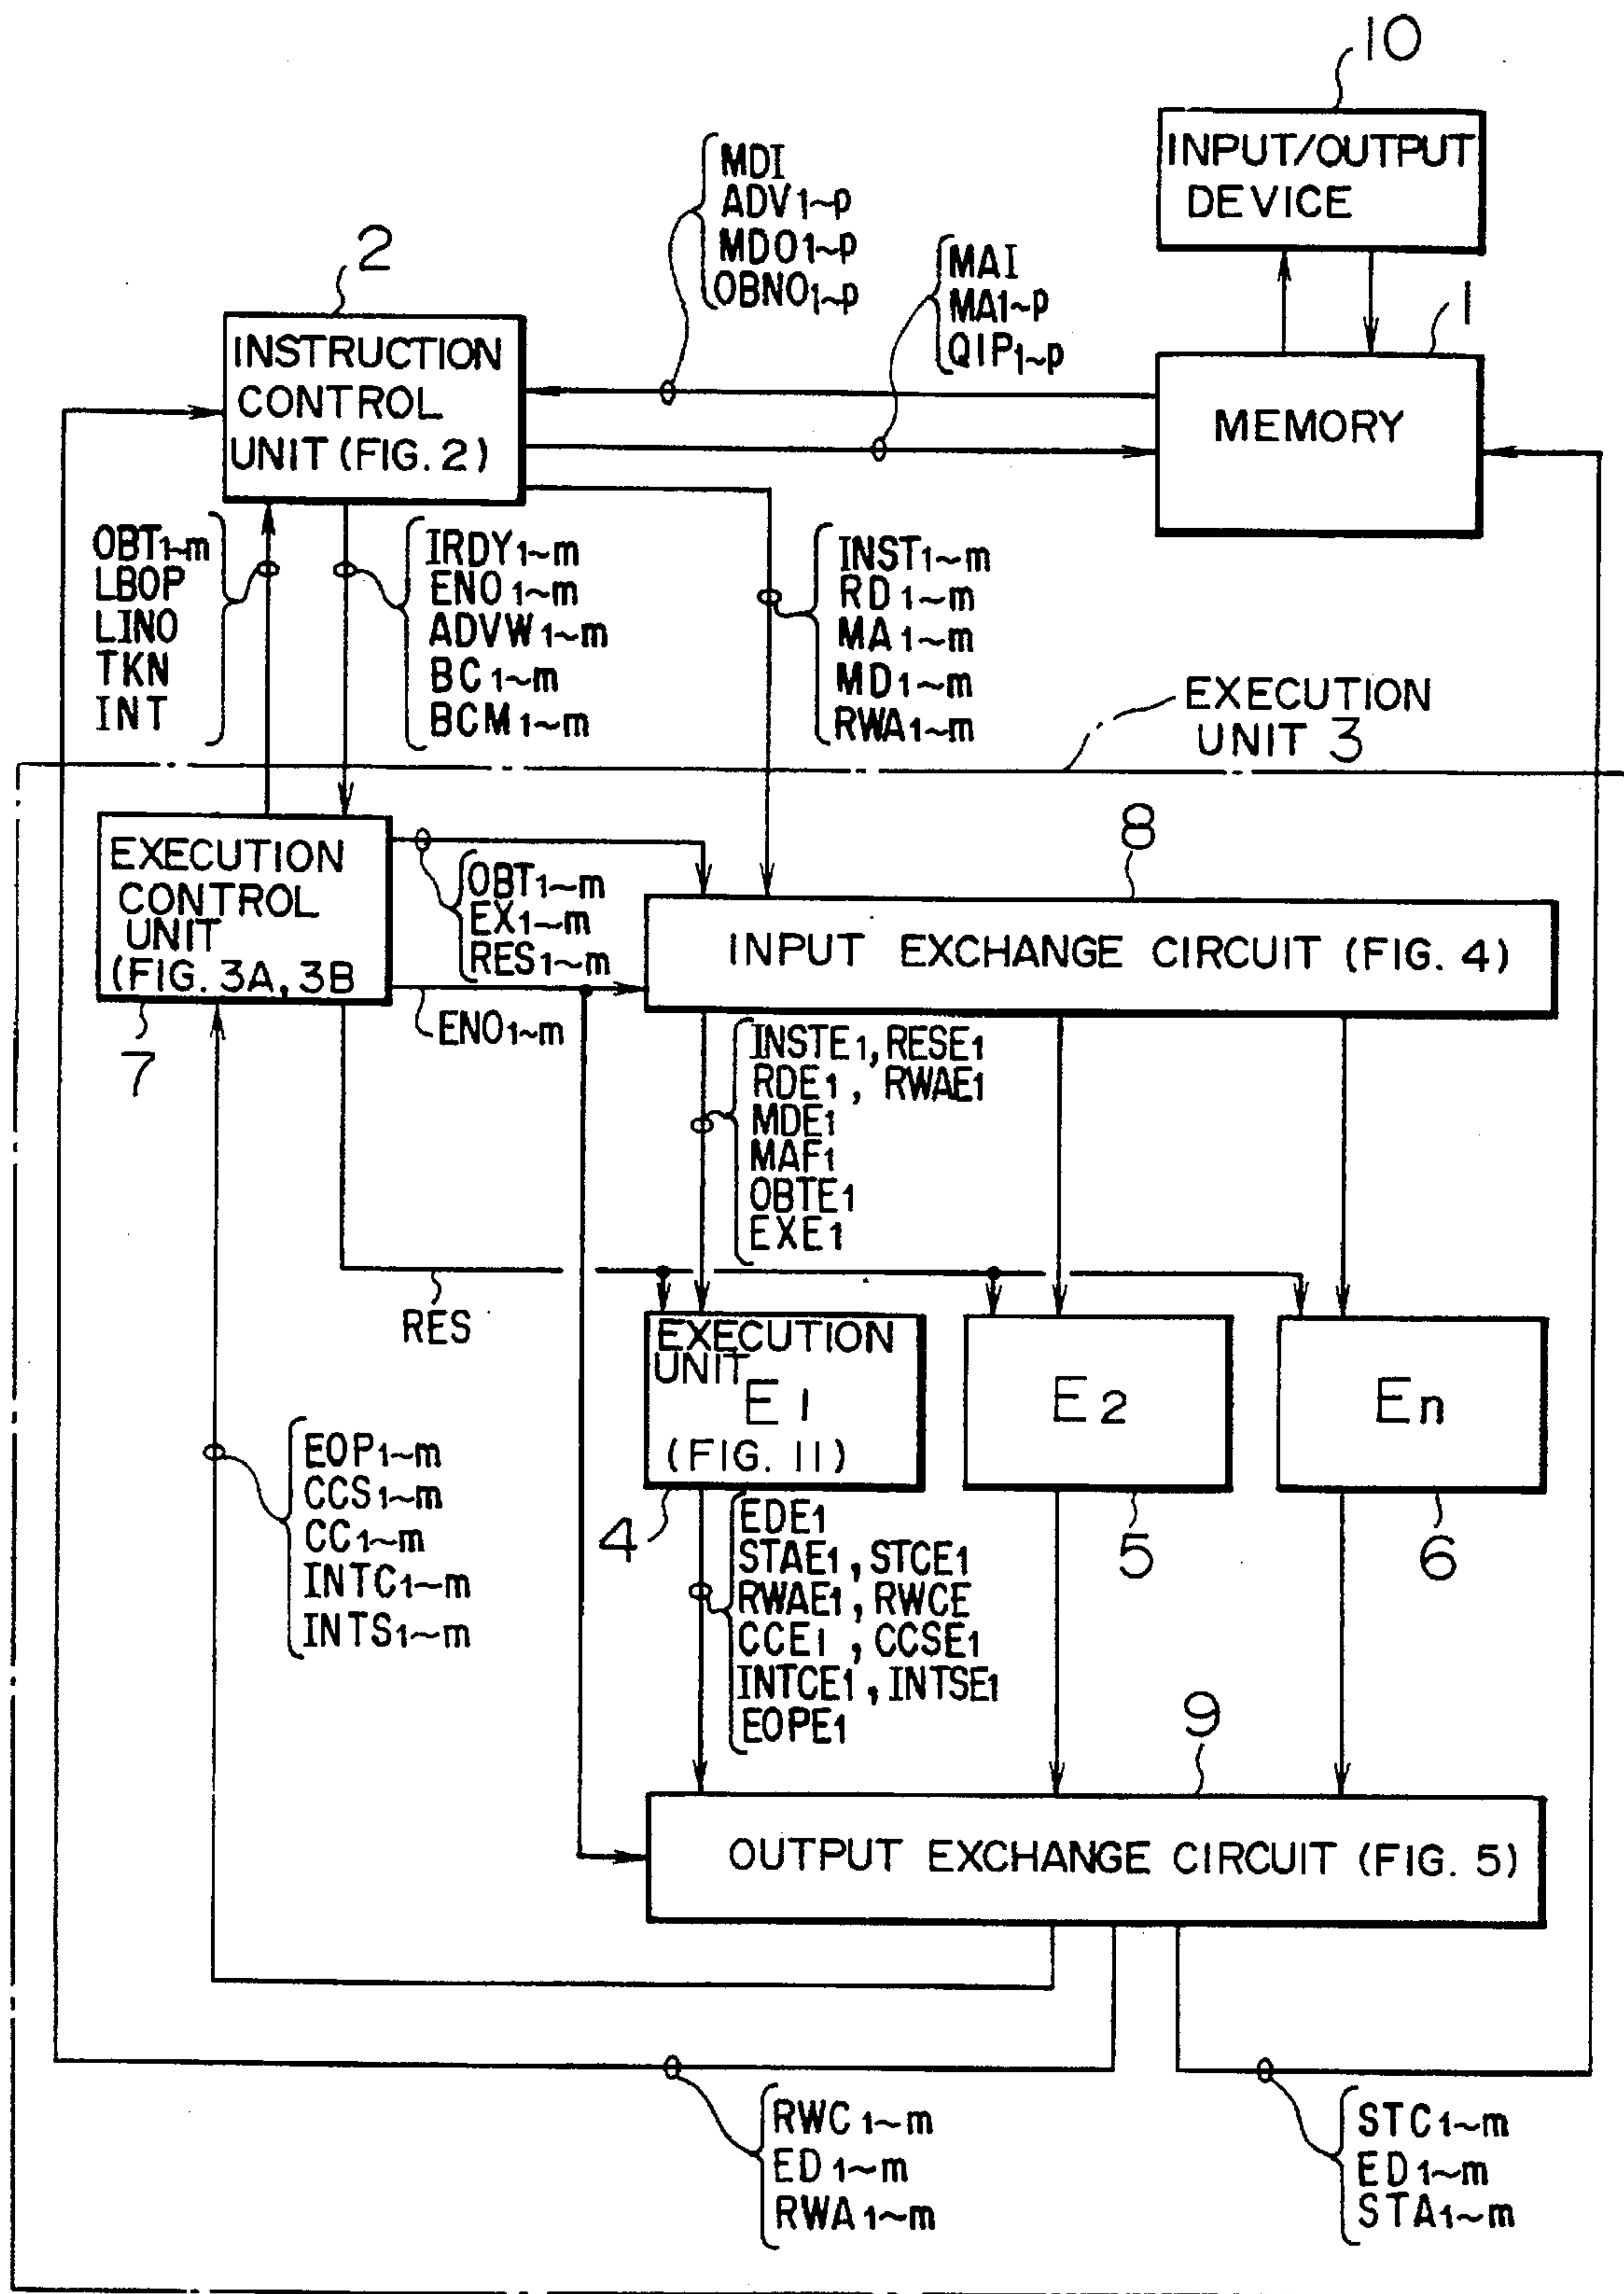 10
INPUT/OUTPUT
DEVICE
MDI
ADV1~p
MDO1~p
OBNO1~p
MAI
MA1~p
QIP1~p
2
INSTRUCTION
CONTROL
UNIT (FIG. 2)
1
MEMORY
OBT1~m
LBOP
LINO
TKN
INT
IRDY1~m
ENO1~m
ADVW1~m
BC1~m
BCM1~m
INST1~m
RD1~m
MA1~m
MD1~m
RWA1~m
EXECUTION
UNIT 3
EXECUTION
CONTROL
UNIT
(FIG. 3A, 3B
7
OBT1~m
EX1~m
RES1~m
ENO1~m
8
INPUT EXCHANGE CIRCUIT (FIG. 4)
INSTE1, RESE1
RDE1, RWAE1
MDE1
MAF1
OBTE1
EXE1
RES
EXECUTION
UNIT
E1
(FIG. 11)
4
E2
5
En
6
EOP1~m
CCS1~m
CC1~m
INTC1~m
INTS1~m
EDE1
STAE1, STCE1
RWAE1, RWCE
CCE1, CCSE1
INTCE1, INTSE1
EOPE1
9
OUTPUT EXCHANGE CIRCUIT (FIG. 5)
RWC1~m
ED1~m
RWA1~m
STC1~m
ED1~m
STA1~m